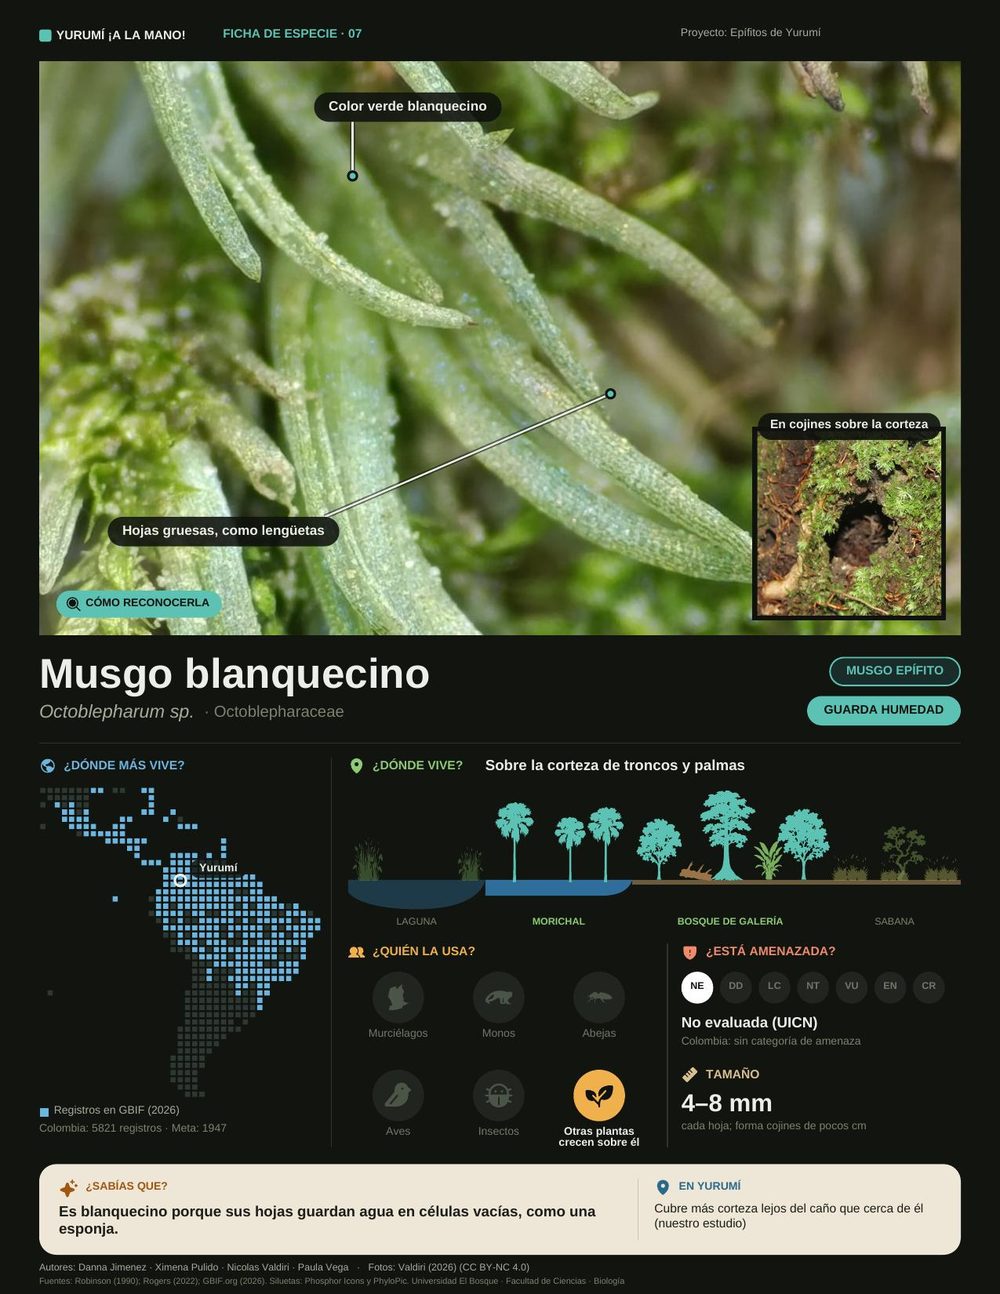 YURUMÍ ¡A LA MANO!
FICHA DE ESPECIE · 07
Proyecto: Epífitos de Yurumí
Color verde blanquecino
En cojines sobre la corteza
Hojas gruesas, como lengüetas
CÓMO RECONOCERLA
Musgo blanquecino
Octoblepharum sp. · Octoblepharaceae
MUSGO EPÍFITO
GUARDA HUMEDAD
¿DÓNDE MÁS VIVE?
Yurumí
Registros en GBIF (2026)
Colombia: 5821 registros · Meta: 1947
¿DÓNDE VIVE?
Sobre la corteza de troncos y palmas
LAGUNA
MORICHAL
BOSQUE DE GALERÍA
SABANA
¿QUIÉN LA USA?
Murciélagos
Monos
Abejas
Aves
Insectos
Otras plantas
crecen sobre él
¿ESTÁ AMENAZADA?
NE
DD
LC
NT
VU
EN
CR
No evaluada (UICN)
Colombia: sin categoría de amenaza
TAMAÑO
4–8 mm
cada hoja; forma cojines de pocos cm
¿SABÍAS QUE?
Es blanquecino porque sus hojas guardan agua en células vacías, como una
esponja.
EN YURUMÍ
Cubre más corteza lejos del caño que cerca de él
(nuestro estudio)
Autores: Danna Jimenez · Ximena Pulido · Nicolas Valdiri · Paula Vega · Fotos: Valdiri (2026) (CC BY-NC 4.0)
Fuentes: Robinson (1990); Rogers (2022); GBIF.org (2026). Siluetas: Phosphor Icons y PhyloPic. Universidad El Bosque · Facultad de Ciencias · Biología